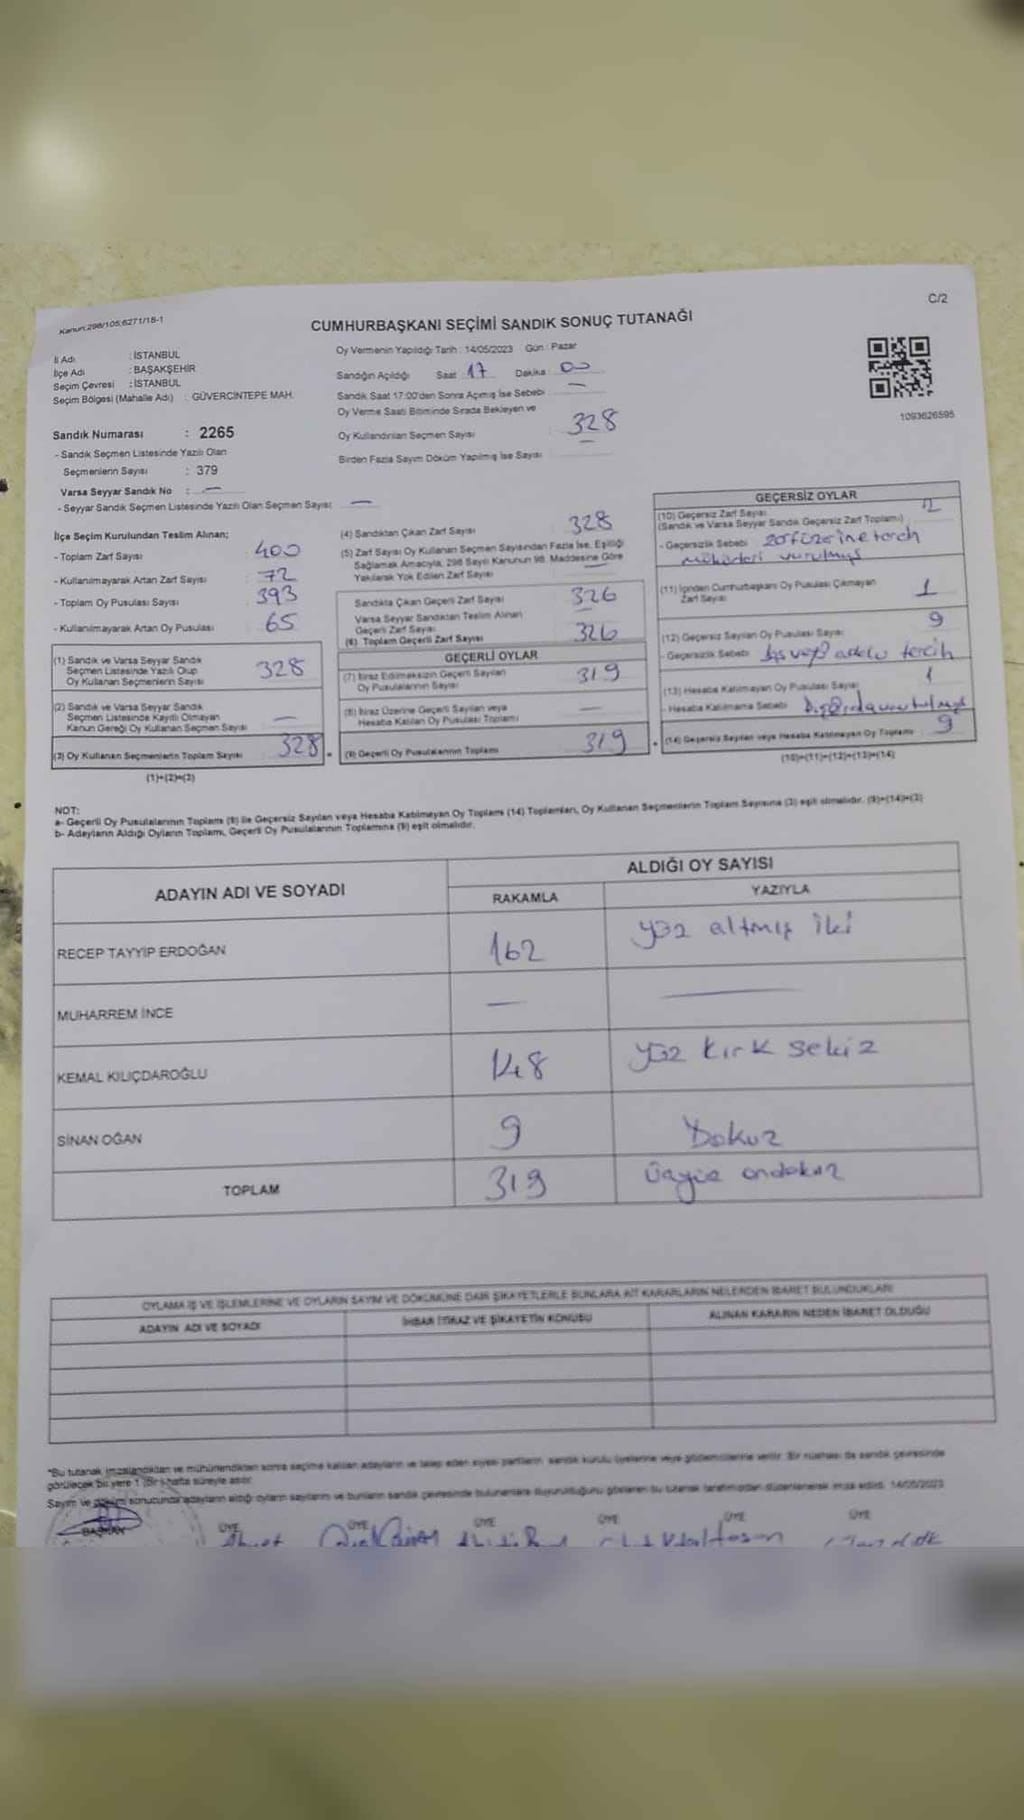 Kanun:298/105;6271/18-1
C/2
CUMHURBAŞKANI SEÇİMİ SANDIK SONUÇ TUTANAĞI
İl Adı : İSTANBUL
İlçe Adı : BAŞAKŞEHİR
Seçim Çevresi : İSTANBUL
Seçim Bölgesi (Mahalle Adı) : GÜVERCİNTEPE MAH.
Sandık Numarası : 2265
- Sandık Seçmen Listesinde Yazılı Olan
Seçmenlerin Sayısı : 379
Varsa Seyyar Sandık No : —
- Seyyar Sandık Seçmen Listesinde Yazılı Olan Seçmen Sayısı: —
Oy Vermenin Yapıldığı Tarih : 14/05/2023 Gün : Pazar
Sandığın Açıldığı Saat 17 Dakika 00
Sandık Saat 17:00'den Sonra Açmış İse Sebebi : —
Oy Verme Saati Bitiminde Sırada Bekleyen ve
Oy Kullandırılan Seçmen Sayısı 328
Birden Fazla Sayım Döküm Yapılmış İse Sayısı : —
1093626595
İlçe Seçim Kurulundan Teslim Alınan;
- Toplam Zarf Sayısı : 400
- Kullanılmayarak Artan Zarf Sayısı : 72
- Toplam Oy Pusulası Sayısı : 393
- Kullanılmayarak Artan Oy Pusulası : 65
(1) Sandık ve Varsa Seyyar Sandık
Seçmen Listesinde Yazılı Olup
Oy Kullanan Seçmenlerin Sayısı 328
(2) Sandık ve Varsa Seyyar Sandık
Seçmen Listesinde Kayıtlı Olmayan
Kanun Gereği Oy Kullanan Seçmen Sayısı —
(3) Oy Kullanan Seçmenlerin Toplam Sayısı 328
(1)+(2)=(3)
(4) Sandıktan Çıkan Zarf Sayısı 328
(5) Zarf Sayısı Oy Kullanan Seçmen Sayısından Fazla İse, Eşitliği
Sağlamak Amacıyla, 298 Sayılı Kanunun 98. Maddesine Göre
Yakılarak Yok Edilen Zarf Sayısı —
Sandıkta Çıkan Geçerli Zarf Sayısı 326
Varsa Seyyar Sandıktan Teslim Alınan
Geçerli Zarf Sayısı
(6) Toplam Geçerli Zarf Sayısı 326
GEÇERLİ OYLAR
(7) İtiraz Edilmeksizin Geçerli Sayılan
Oy Pusulalarının Sayısı 319
(8) İtiraz Üzerine Geçerli Sayılan veya
Hesaba Katılan Oy Pusulası Toplamı —
(9) Geçerli Oy Pusulalarının Toplamı 319
GEÇERSİZ OYLAR
(10) Geçersiz Zarf Sayısı 2
(Sandık ve Varsa Seyyar Sandık Geçersiz Zarf Toplamı)
- Geçersizlik Sebebi zarf üzerine tercih
mühürleri vurulmuş
(11) İçinden Cumhurbaşkanı Oy Pusulası Çıkmayan
Zarf Sayısı 1
(12) Geçersiz Sayılan Oy Pusulası Sayısı 9
- Geçersizlik Sebebi tercih
(13) Hesaba Katılmayan Oy Pusulası Sayısı 1
- Hesaba Katılmama Sebebi
(14) Geçersiz Sayılan veya Hesaba Katılmayan Oy Toplamı 9
(10)+(11)+(12)+(13)=(14)
NOT:
a- Geçerli Oy Pusulalarının Toplamı (9) ile Geçersiz Sayılan veya Hesaba Katılmayan Oy Toplamı (14) Toplamları, Oy Kullanan Seçmenlerin Toplam Sayısına (3) eşit olmalıdır. (9)+(14)=(3)
b- Adayların Aldığı Oyların Toplamı, Geçerli Oy Pusulalarının Toplamına (9) eşit olmalıdır.
ADAYIN ADI VE SOYADI ALDIĞI OY SAYISI
RAKAMLA YAZIYLA
RECEP TAYYİP ERDOĞAN 162 yüz altmış iki
MUHARREM İNCE — —
KEMAL KILIÇDAROĞLU 148 yüz kırk sekiz
SİNAN OĞAN 9 Dokuz
TOPLAM 319 üçyüz ondokuz
OYLAMA İŞ VE İŞLEMLERİNE VE OYLARIN SAYIM VE DÖKÜMÜNE DAİR ŞİKAYETLERLE BUNLARA AİT KARARLARIN NELERDEN İBARET BULUNDUKLARI
ADAYIN ADI VE SOYADI İHBAR İTİRAZ VE ŞİKAYETİN KONUSU ALINAN KARARIN NEDEN İBARET OLDUĞU
*Bu tutanak imzalandıktan ve mühürlendikten sonra seçime katılan adayların ve talep eden siyasi partilerin sandık kurulu üyelerine veya gözlemcilerine verilir. Bir nüshası da sandık çevresinde
görülecek bir yere 1 (Bir) hafta süreyle asılır.
Sayım ve döküm sonucunda adayların aldığı oyların sayılarını ve bunların sandık çevresinde bulunanlara duyurulduğunu gösteren bu tutanak tarafımızdan düzenlenerek imza edildi. 14/05/2023
BAŞKAN ÜYE ÜYE ÜYE ÜYE ÜYE ÜYE